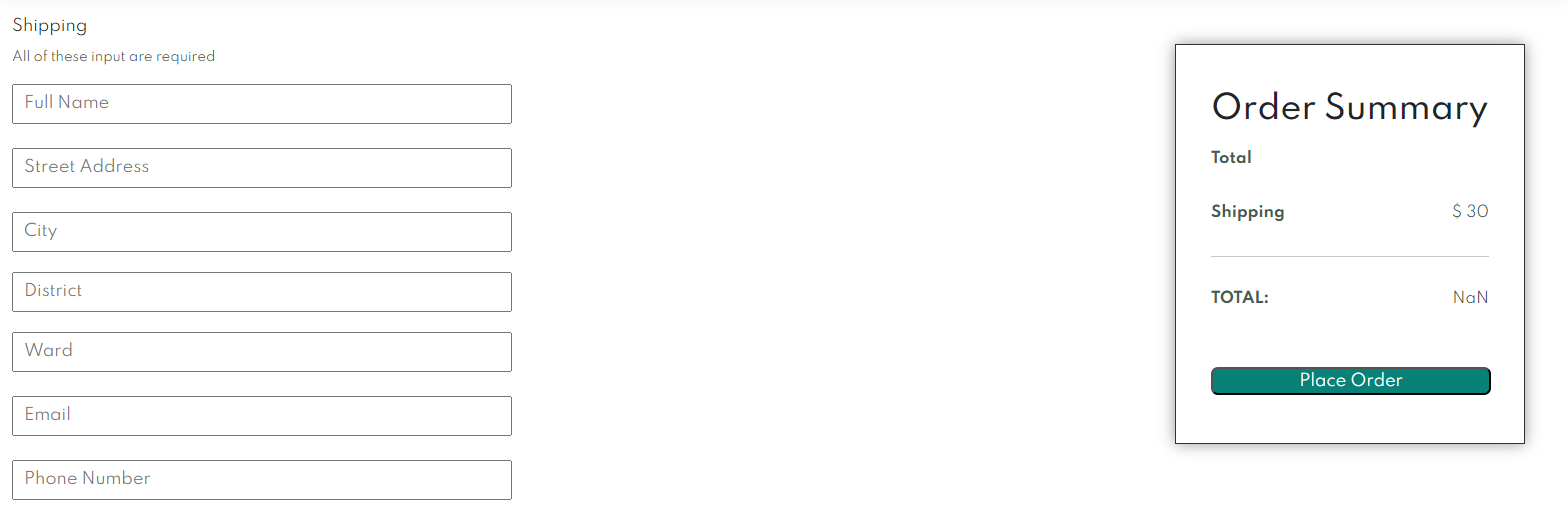 Shipping
All of these input are required
Full Name
Street Address
City
District
Ward
Email
Phone Number
Order Summary
Total
Shipping $ 30
TOTAL: NaN
Place Order